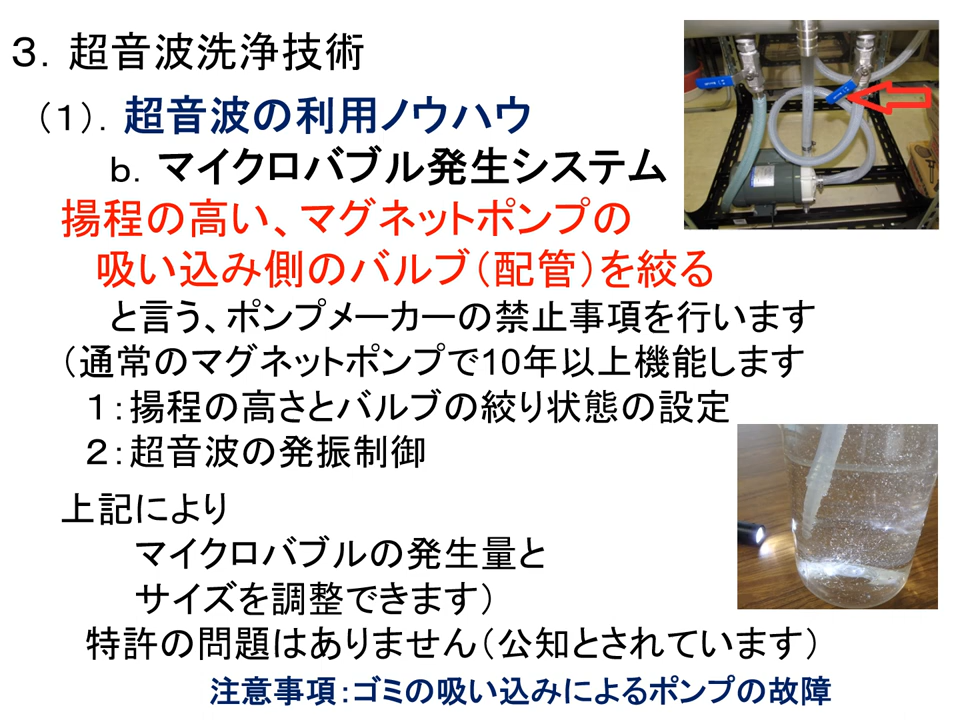 ３．超音波洗浄技術
（１）．超音波の利用ノウハウ
ｂ．マイクロバブル発生システム
揚程の高い、マグネットポンプの
吸い込み側のバルブ（配管）を絞る
と言う、ポンプメーカーの禁止事項を行います
（通常のマグネットポンプで10年以上機能します
１：揚程の高さとバルブの絞り状態の設定
２：超音波の発振制御
上記により
マイクロバブルの発生量と
サイズを調整できます）
特許の問題はありません（公知とされています）
注意事項：ゴミの吸い込みによるポンプの故障